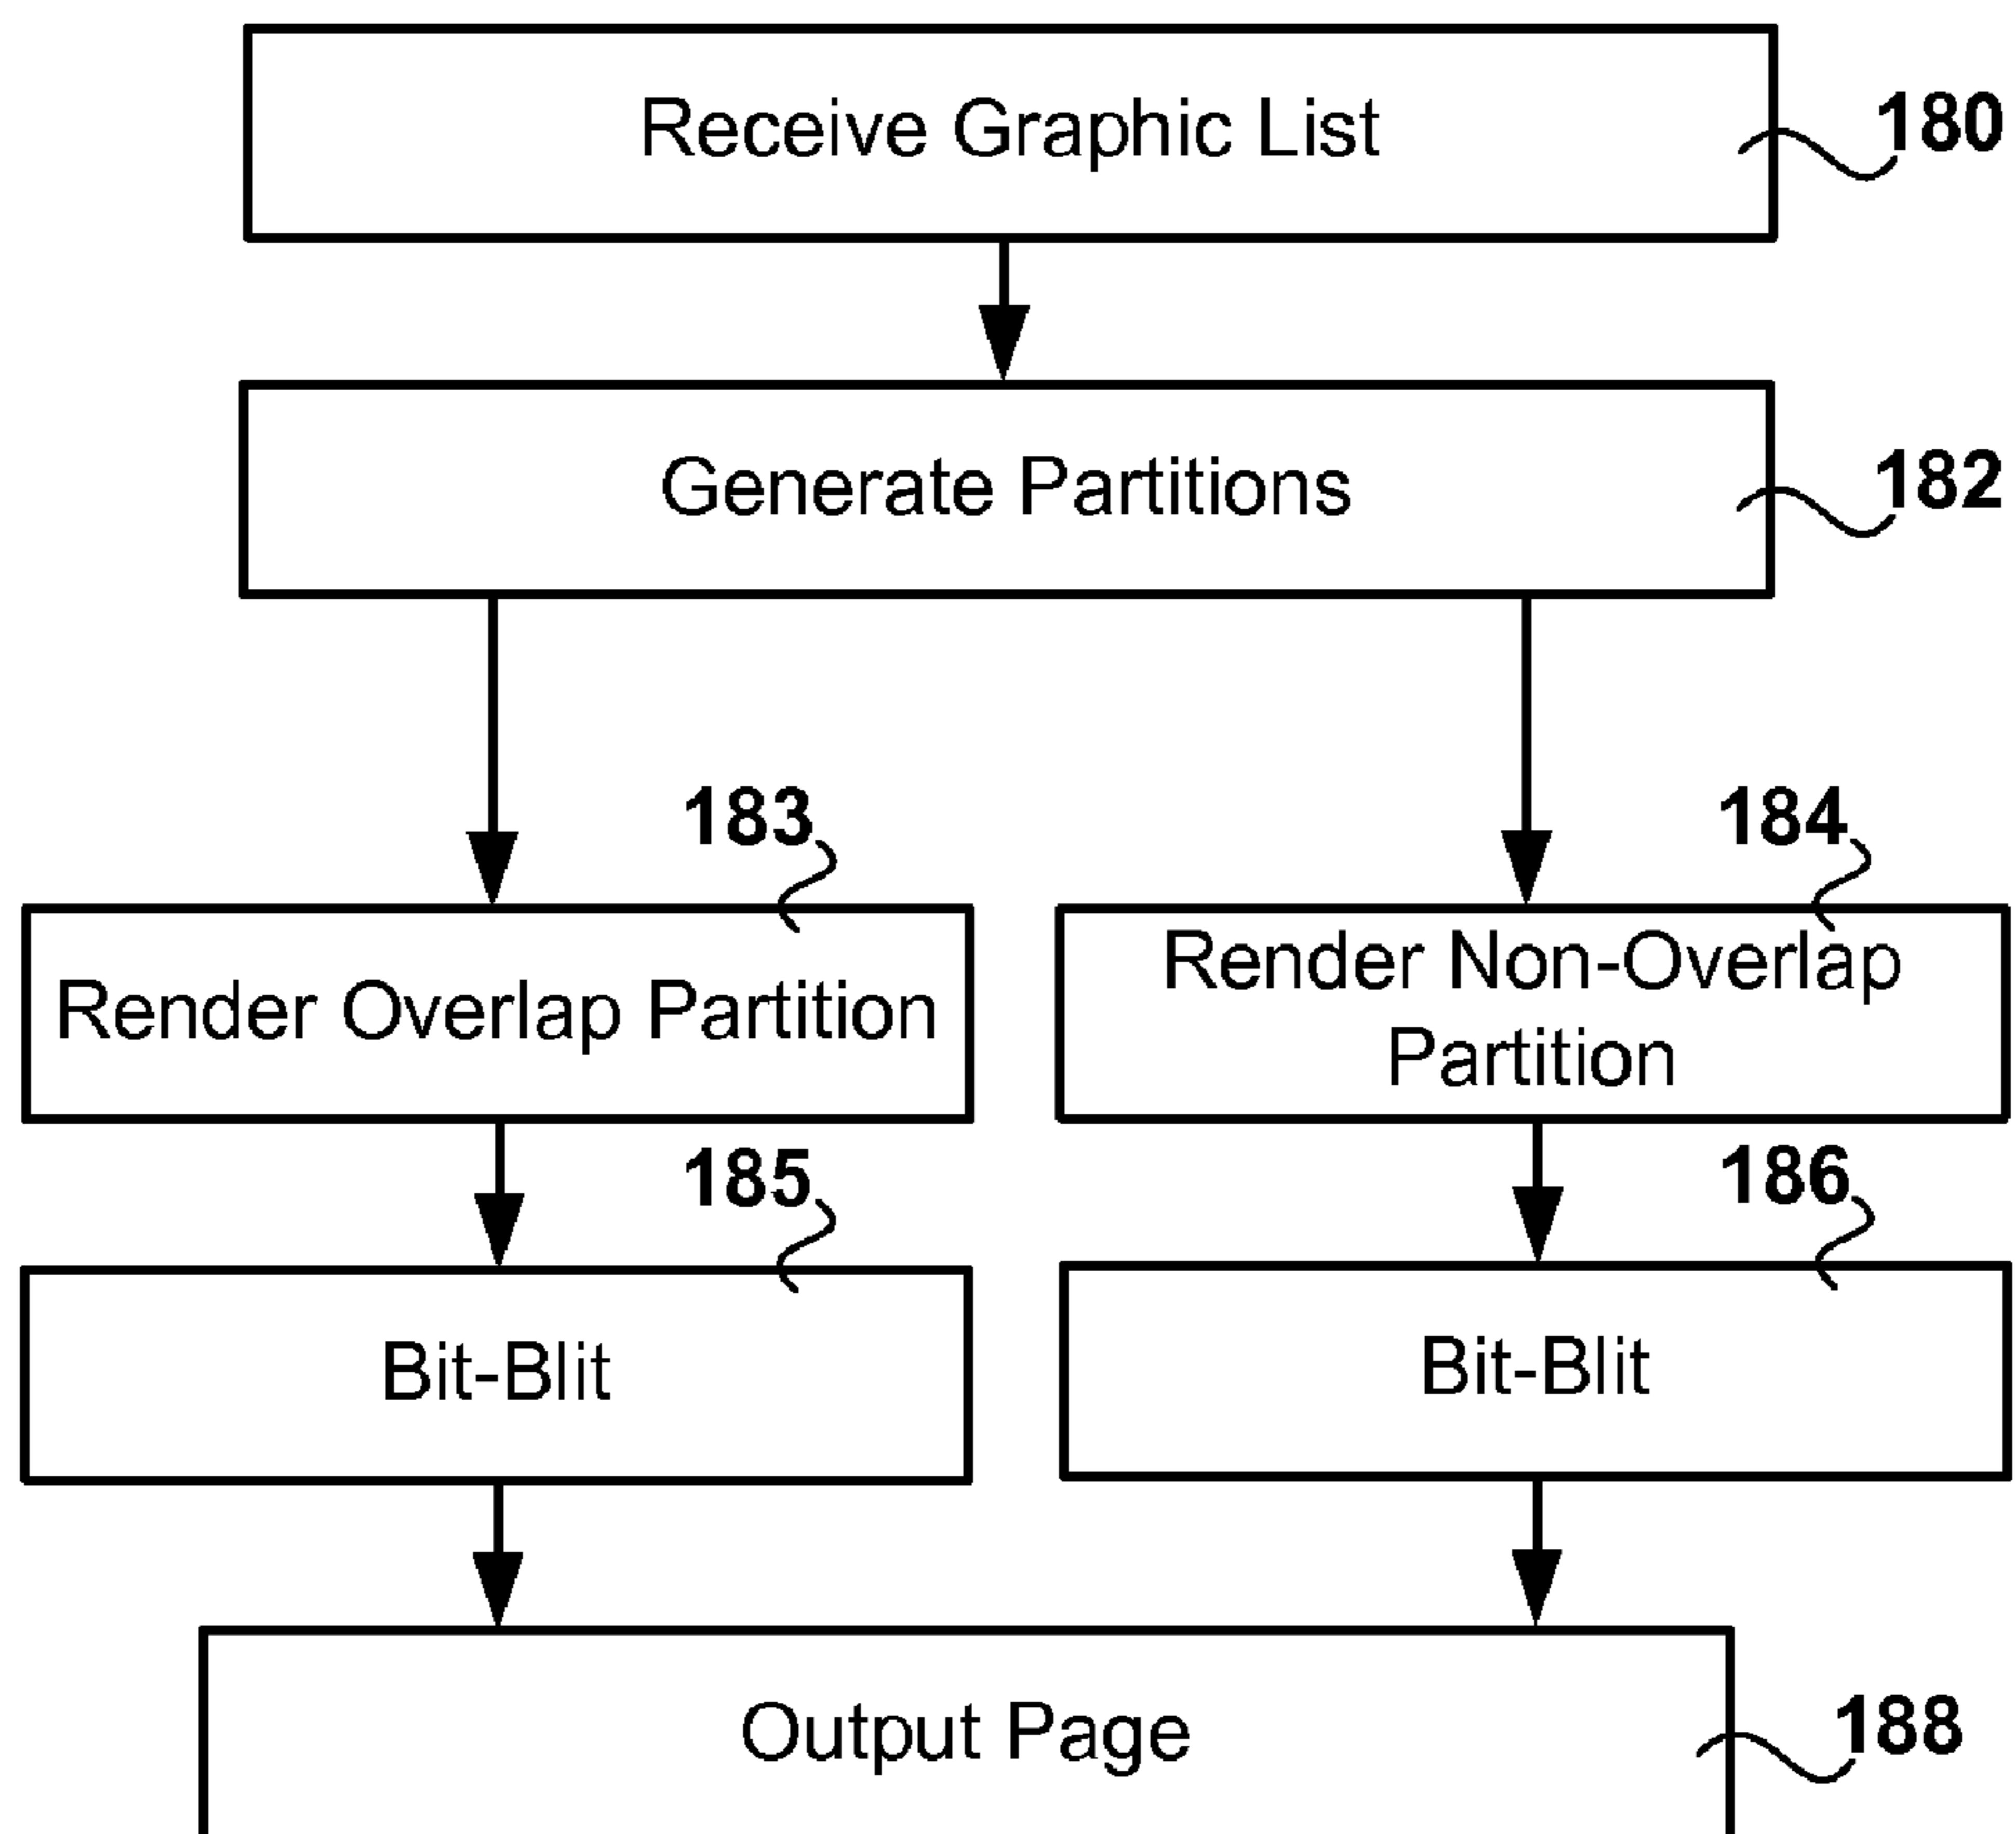 Receive Graphic List
180
Generate Partitions
182
183
184
Render Overlap Partition
Render Non-Overlap
Partition
185
186
Bit-Blit
Bit-Blit
Output Page
188